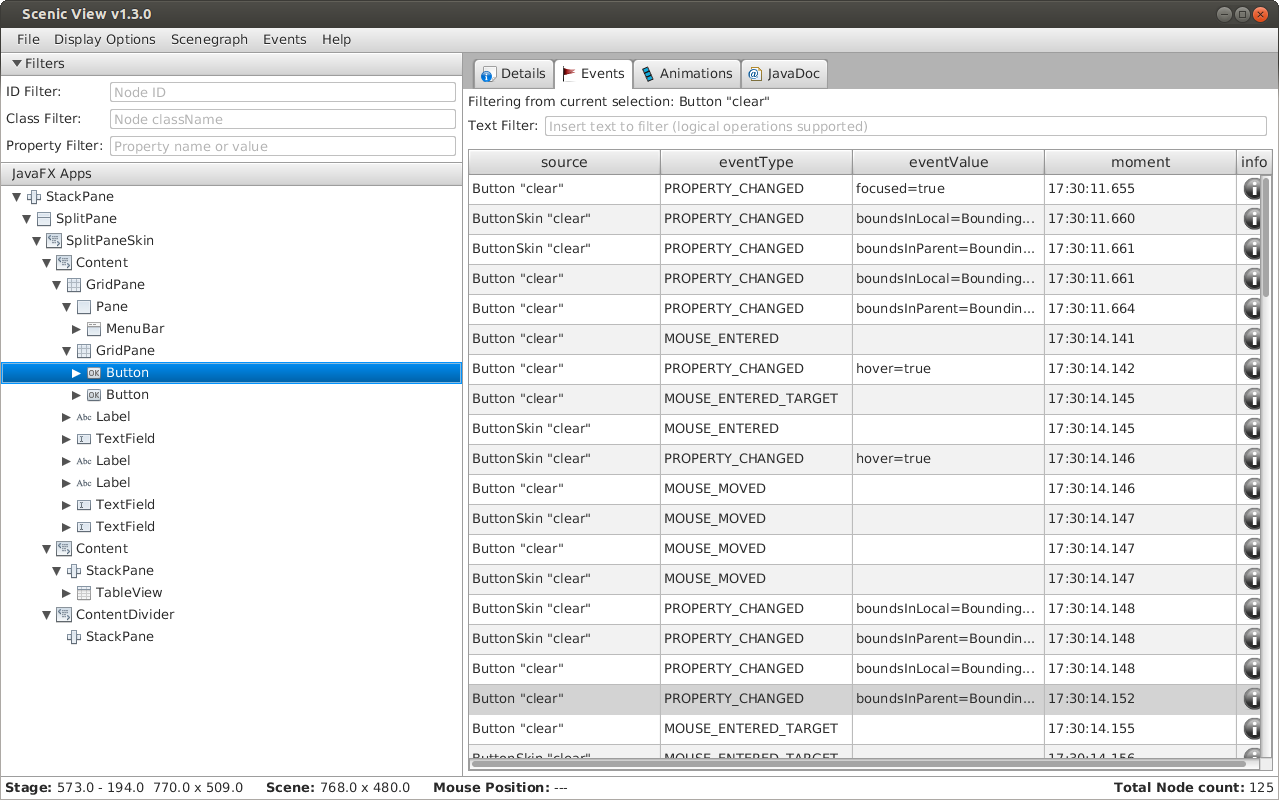 Scenic View v1.3.0
File Display Options Scenegraph Events Help
Filters
ID Filter: Node ID
Class Filter: Node className
Property Filter: Property name or value
JavaFX Apps
StackPane
SplitPane
SplitPaneSkin
Content
GridPane
Pane
MenuBar
GridPane
OK Button
OK Button
Abc Label
TextField
Abc Label
Abc Label
TextField
TextField
Content
StackPane
TableView
ContentDivider
StackPane
Details Events Animations JavaDoc
Filtering from current selection: Button "clear"
Text Filter: Insert text to filter (logical operations supported)
source eventType eventValue moment info
Button "clear" PROPERTY_CHANGED focused=true 17:30:11.655
ButtonSkin "clear" PROPERTY_CHANGED boundsInLocal=Bounding... 17:30:11.660
ButtonSkin "clear" PROPERTY_CHANGED boundsInParent=Boundin... 17:30:11.661
Button "clear" PROPERTY_CHANGED boundsInLocal=Bounding... 17:30:11.661
Button "clear" PROPERTY_CHANGED boundsInParent=Boundin... 17:30:11.664
Button "clear" MOUSE_ENTERED 17:30:14.141
Button "clear" PROPERTY_CHANGED hover=true 17:30:14.142
Button "clear" MOUSE_ENTERED_TARGET 17:30:14.145
ButtonSkin "clear" MOUSE_ENTERED 17:30:14.145
ButtonSkin "clear" PROPERTY_CHANGED hover=true 17:30:14.146
Button "clear" MOUSE_MOVED 17:30:14.146
ButtonSkin "clear" MOUSE_MOVED 17:30:14.147
Button "clear" MOUSE_MOVED 17:30:14.147
ButtonSkin "clear" MOUSE_MOVED 17:30:14.147
ButtonSkin "clear" PROPERTY_CHANGED boundsInLocal=Bounding... 17:30:14.148
ButtonSkin "clear" PROPERTY_CHANGED boundsInParent=Boundin... 17:30:14.148
Button "clear" PROPERTY_CHANGED boundsInLocal=Bounding... 17:30:14.148
Button "clear" PROPERTY_CHANGED boundsInParent=Boundin... 17:30:14.152
Button "clear" MOUSE_ENTERED_TARGET 17:30:14.155
ButtonSkin "clear" MOUSE_ENTERED_TARGET 17:30:14.156
Stage: 573.0 - 194.0 770.0 x 509.0 Scene: 768.0 x 480.0 Mouse Position: --- Total Node count: 125